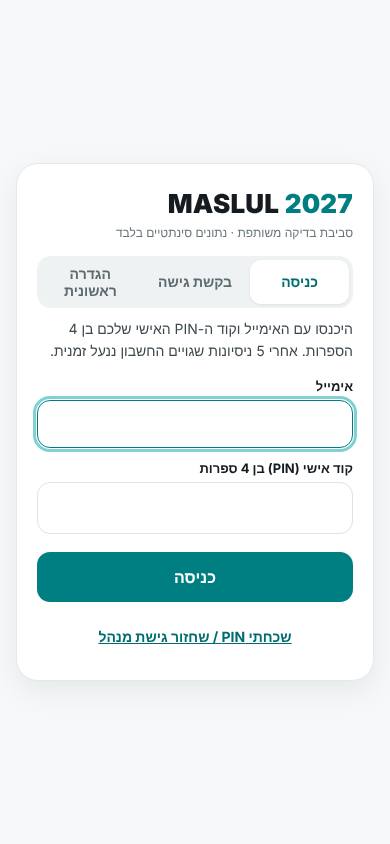 MASLUL 2027
סביבת בדיקה משותפת · נתונים סינתטיים בלבד
כניסה
בקשת גישה
הגדרה
ראשונית
היכנסו עם האימייל וקוד ה-PIN האישי שלכם בן 4
הספרות. אחרי 5 ניסיונות שגויים החשבון ננעל זמנית.
אימייל
קוד אישי (PIN) בן 4 ספרות
כניסה
שכחתי PIN / שחזור גישת מנהל